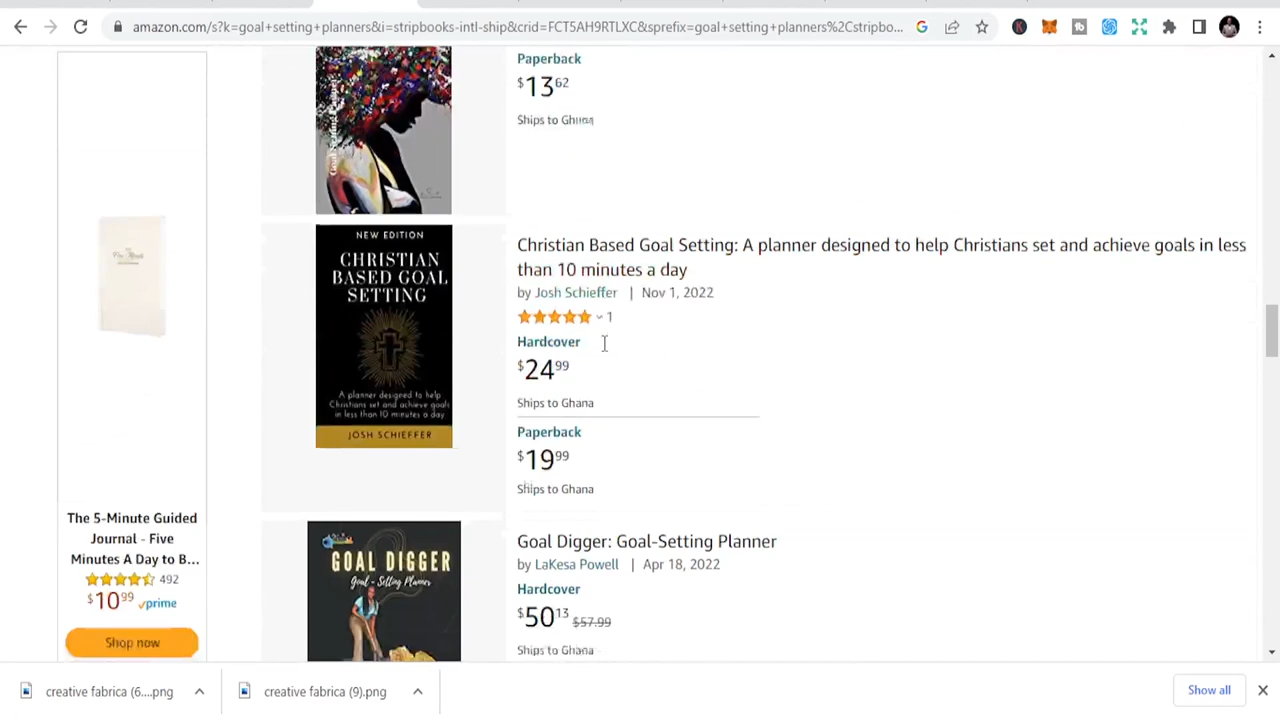 amazon.com/s?k=goal+setting+planners&i=stripbooks-intl-ship&crid=FCT5AH9RTLXC&sprefix=goal+setting+planners%2Cstripbo...
Paperback
$13 62
Ships to Ghana
NEW EDITION
CHRISTIAN
BASED GOAL
SETTING
A planner designed to help
Christians set and achieve goals
in less than 10 minutes a day
JOSH SCHIEFFER
Christian Based Goal Setting: A planner designed to help Christians set and achieve goals in less
than 10 minutes a day
by Josh Schieffer | Nov 1, 2022
1
Hardcover
$24 99
Ships to Ghana
Paperback
$19 99
Ships to Ghana
GOAL DIGGER
Goal - Setting Planner
Goal Digger: Goal-Setting Planner
by LaKesa Powell | Apr 18, 2022
Hardcover
$50 13 $57.99
Ships to Ghana
The 5-Minute Guided
Journal - Five
Minutes A Day to B...
492
$10 99 prime
Shop now
creative fabrica (6....png
creative fabrica (9).png
Show all